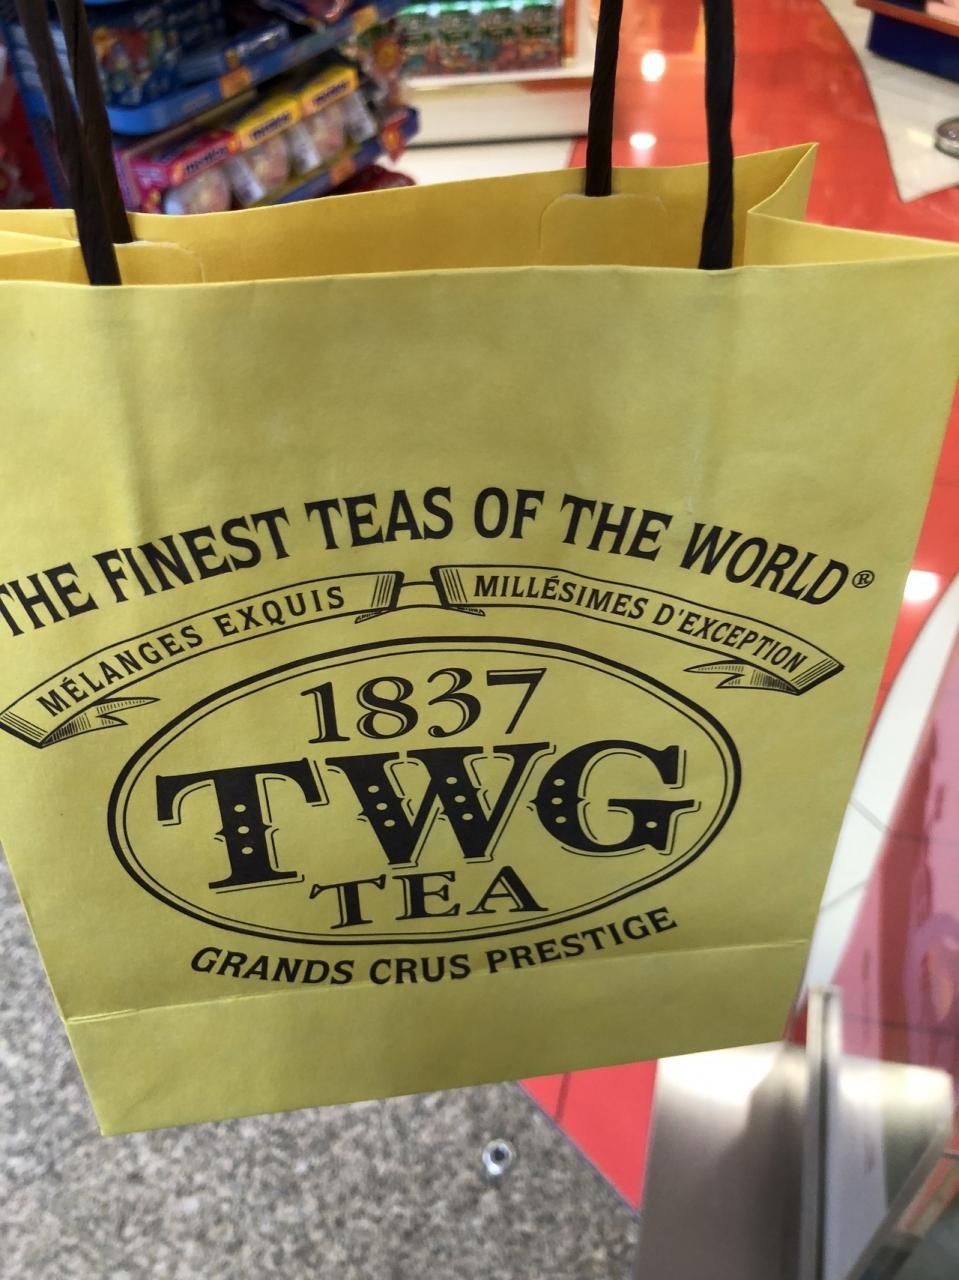 THE FINEST TEAS OF THE WORLD®
MÉLANGES EXQUIS
MILLÉSIMES D'EXCEPTION
1837
TWG
TEA
GRANDS CRUS PRESTIGE